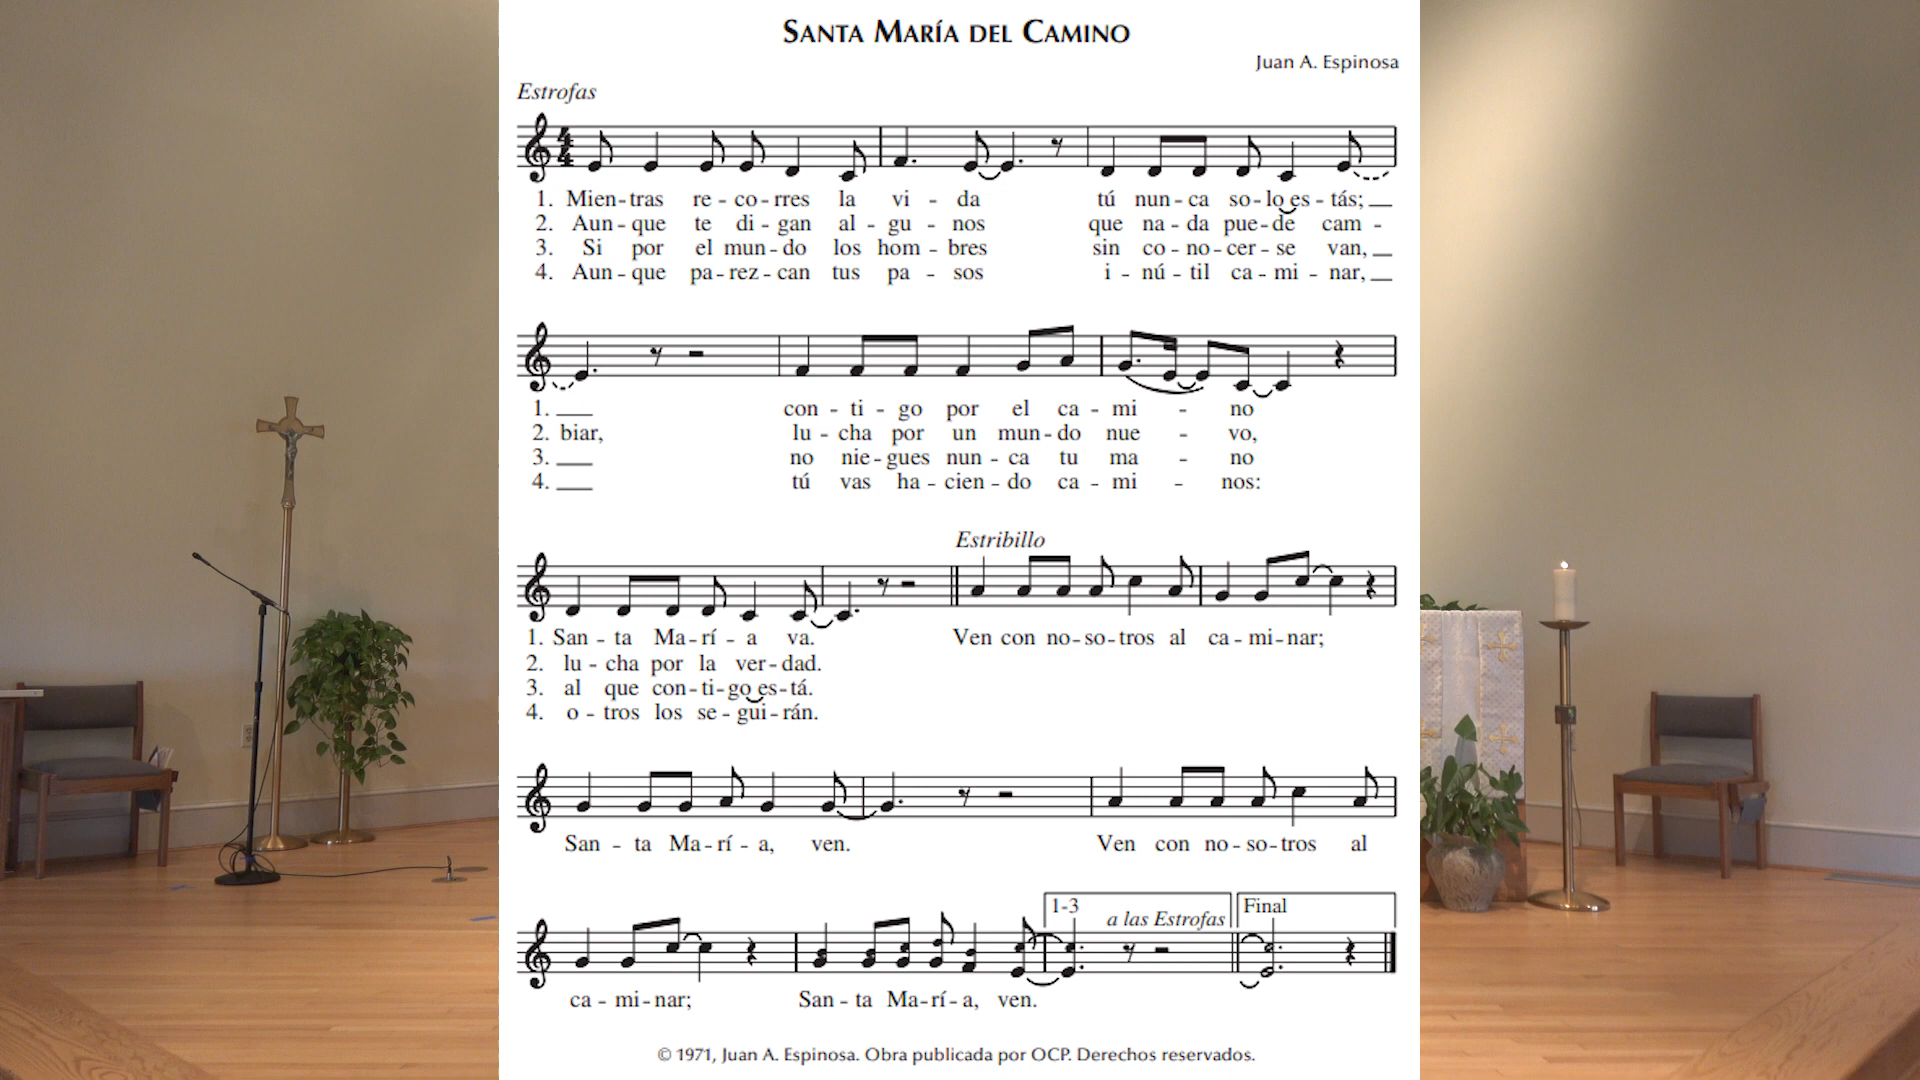 SANTA MARÍA DEL CAMINO
Juan A. Espinosa
Estrofas
1. Mien-tras re-co-rres la vi-da tú nun-ca so-lo es-tás;
2. Aun-que te di-gan al-gu-nos que na-da pue-de cam-
3. Si por el mun-do los hom-bres sin co-no-cer-se van,
4. Aun-que pa-rez-can tus pa-sos i-nú-til ca-mi-nar,
1. con-ti-go por el ca-mi-no
2. biar, lu-cha por un mun-do nue-vo,
3. no nie-gues nun-ca tu ma-no
4. tú vas ha-cien-do ca-mi-nos:
Estribillo
1. San-ta Ma-rí-a va. Ven con no-so-tros al ca-mi-nar;
2. lu-cha por la ver-dad.
3. al que con-ti-go es-tá.
4. o-tros los se-gui-rán.
San-ta Ma-rí-a, ven. Ven con no-so-tros al
1-3 a las Estrofas Final
ca-mi-nar; San-ta Ma-rí-a, ven.
© 1971, Juan A. Espinosa. Obra publicada por OCP. Derechos reservados.